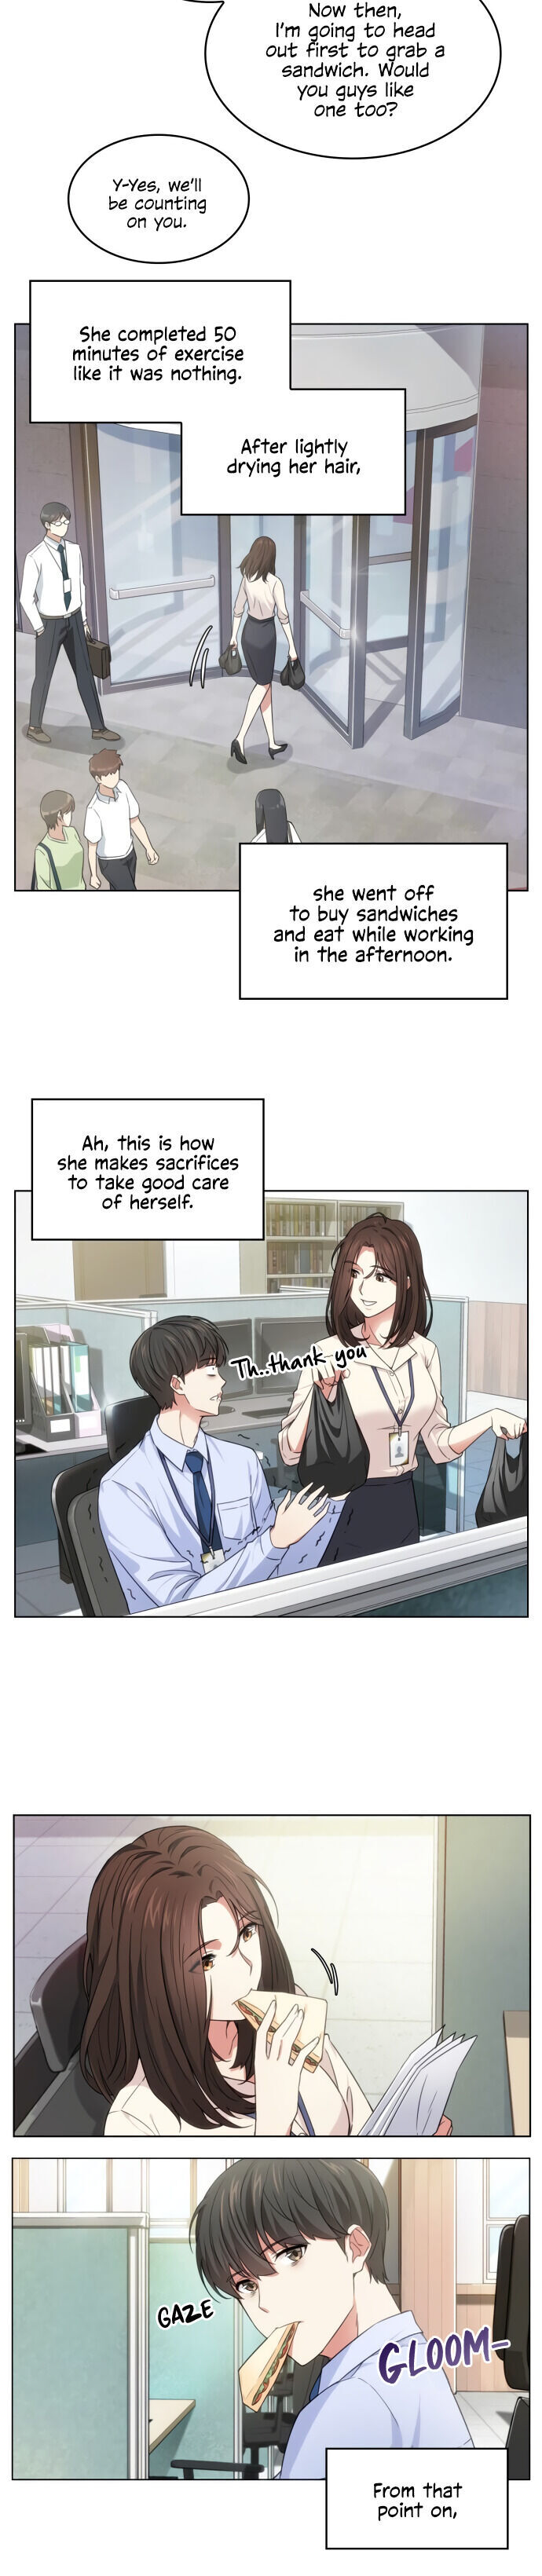 Now then,
I'm going to head
out first to grab a
sandwich. Would
you guys like
one too?
Y-Yes, we'll
be counting
on you.
She completed 50
minutes of exercise
like it was nothing.
After lightly
drying her hair,
she went off
to buy sandwiches
and eat while working
in the afternoon.
Ah, this is how
she makes sacrifices
to take good care
of herself.
Th..thank you
GAZE
GLOOM-
From that
point on,